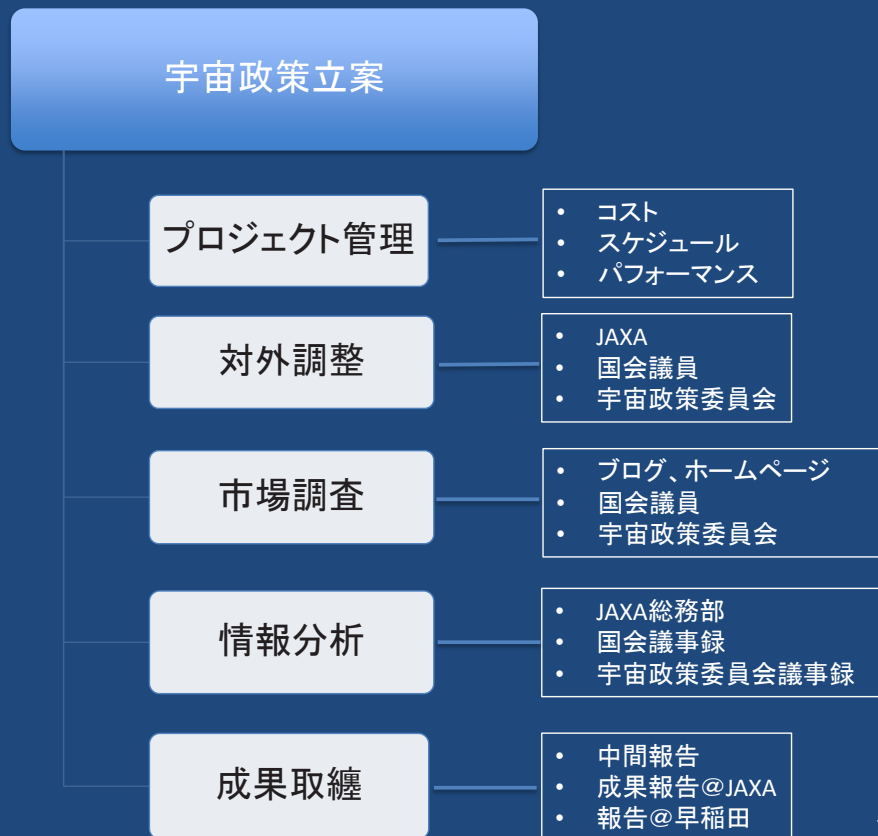 宇宙政策立案
プロジェクト管理
• コスト
• スケジュール
• パフォーマンス
対外調整
• JAXA
• 国会議員
• 宇宙政策委員会
市場調査
• ブログ、ホームページ
• 国会議員
• 宇宙政策委員会
情報分析
• JAXA総務部
• 国会議事録
• 宇宙政策委員会議事録
成果取纏
• 中間報告
• 成果報告＠JAXA
• 報告＠早稲田